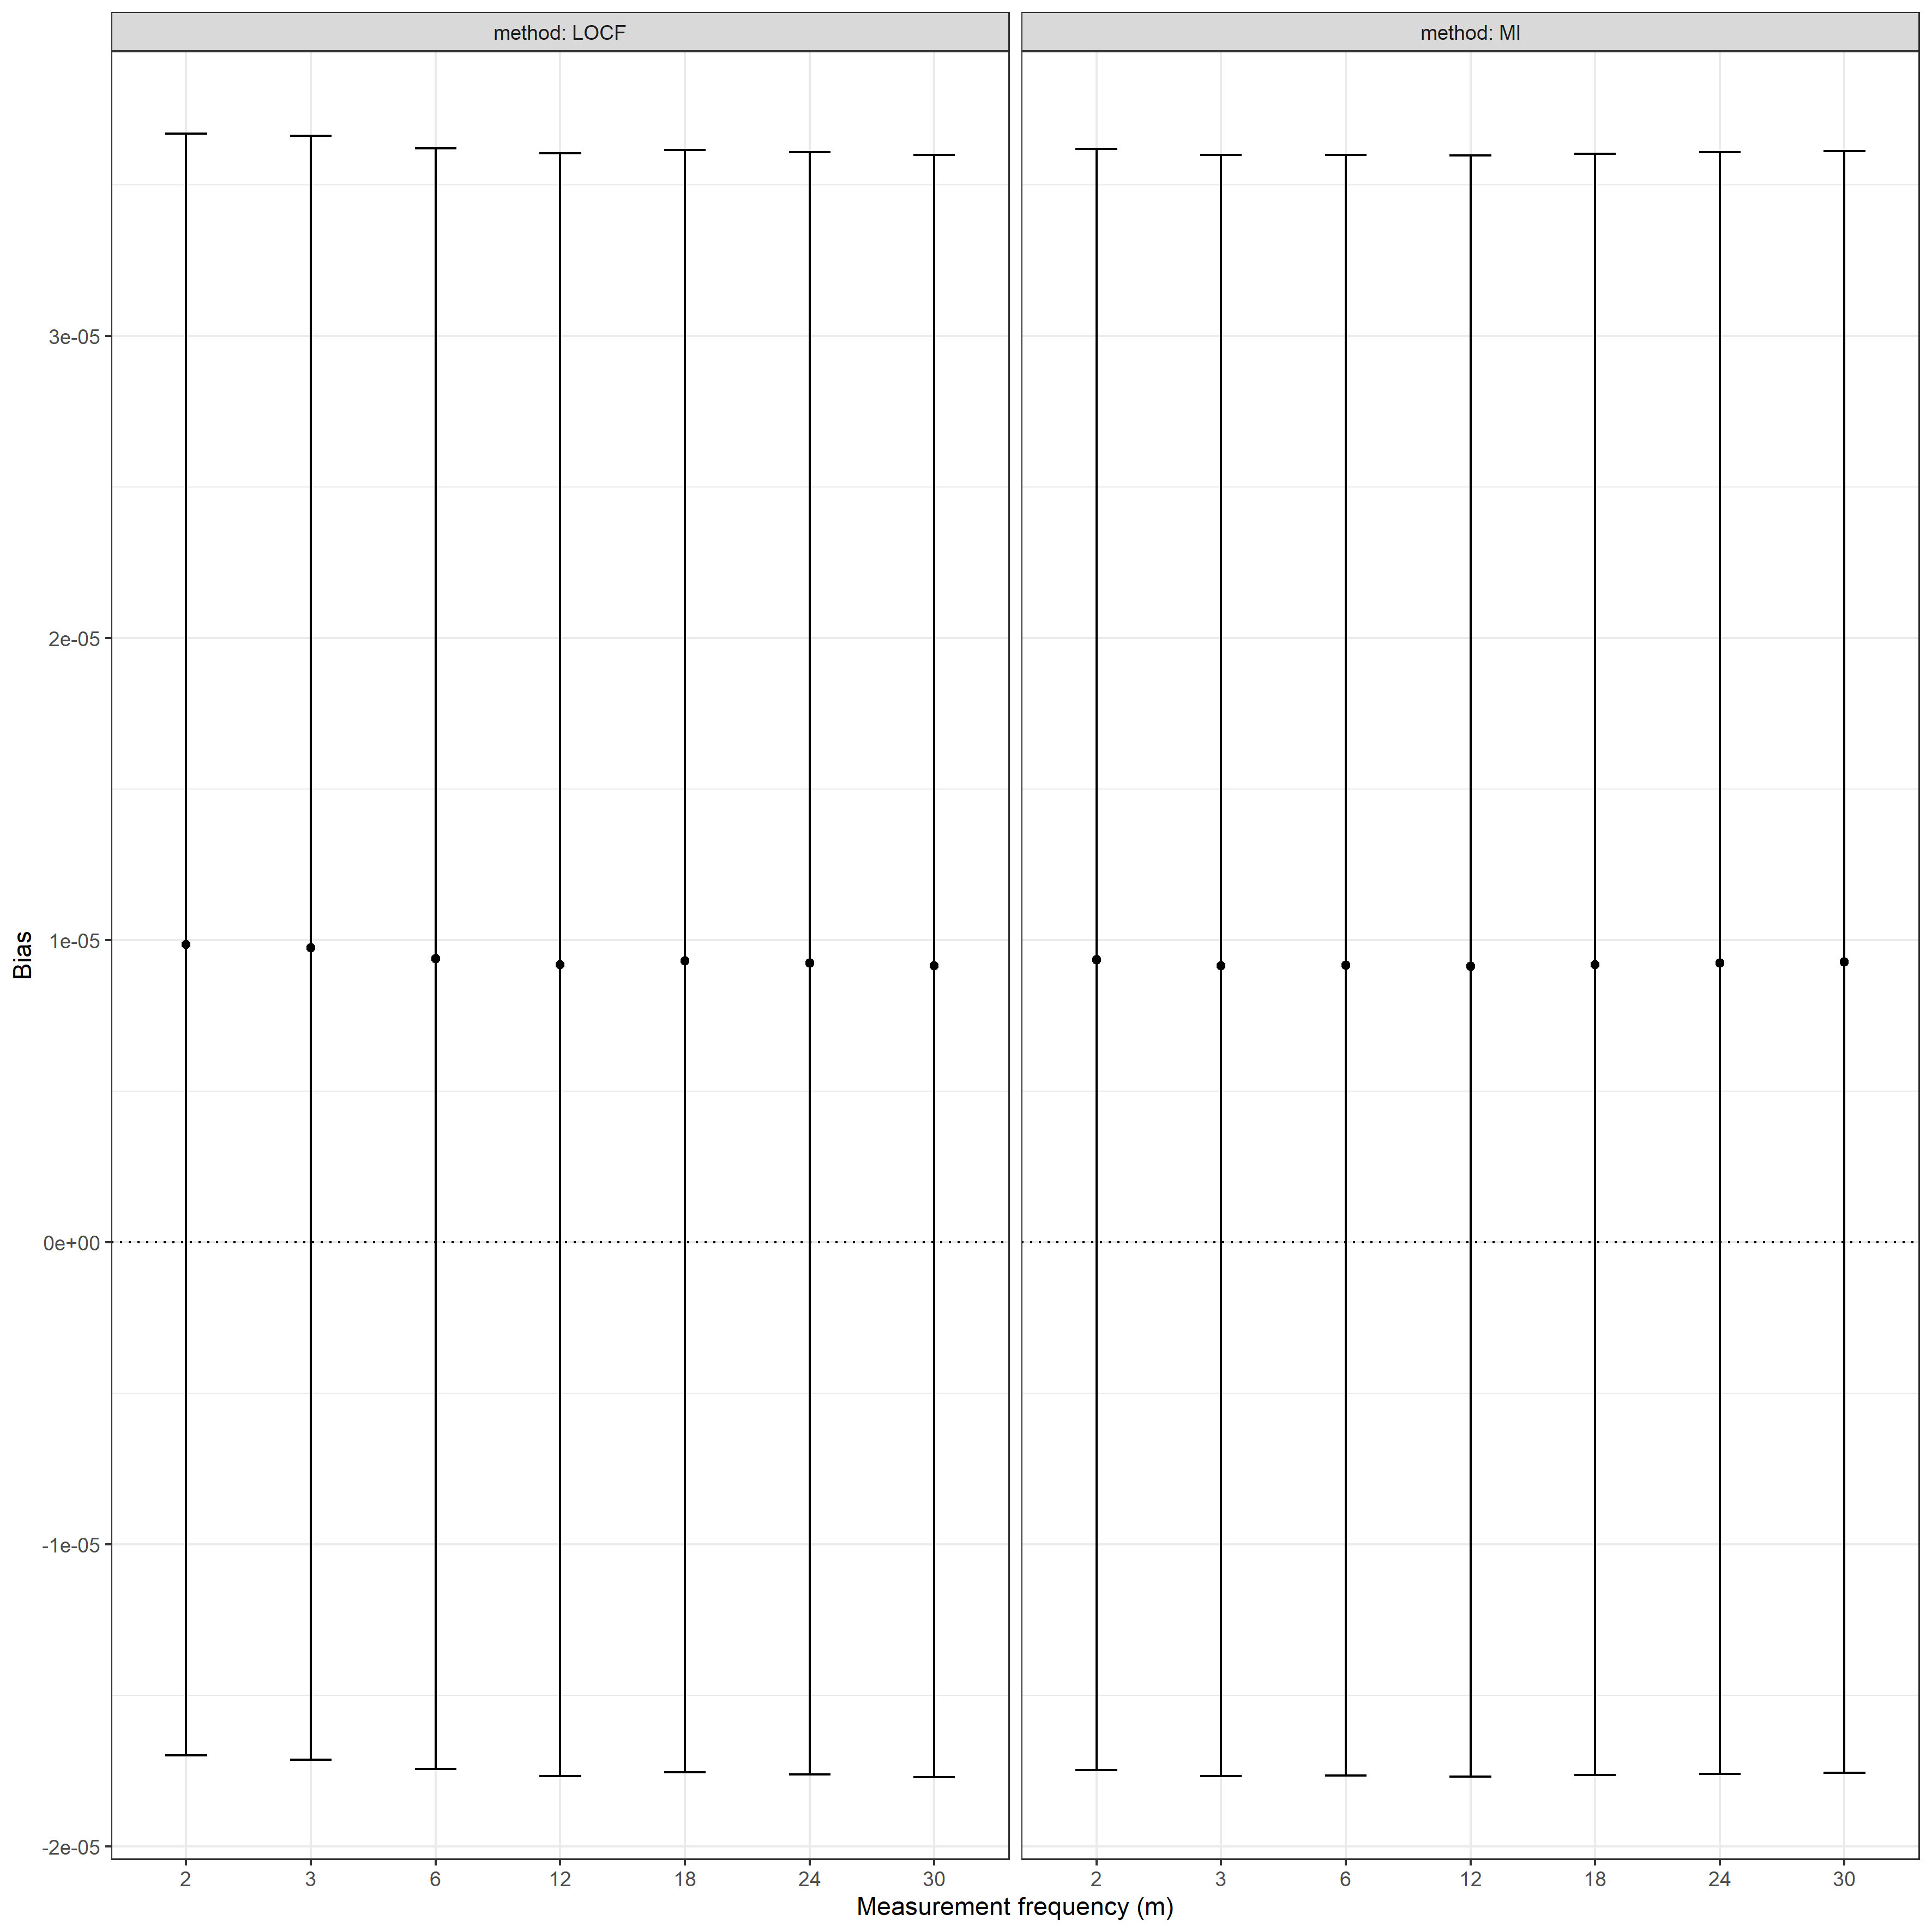 method: LOCF
method: MI
3e-05
2e-05
1e-05
0e+00
-1e-05
-2e-05
Bias
2 3 6 12 18 24 30
2 3 6 12 18 24 30
Measurement frequency (m)